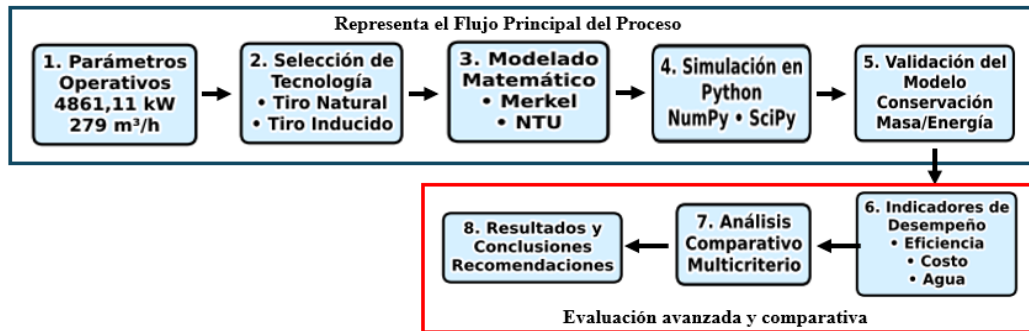 Representa el Flujo Principal del Proceso
1. Parámetros
Operativos
4861,11 kW
279 m³/h
2. Selección de
Tecnología
• Tiro Natural
• Tiro Inducido
3. Modelado
Matemático
• Merkel
• NTU
4. Simulación en
Python
NumPy • SciPy
5. Validación del
Modelo
Conservación
Masa/Energía
6. Indicadores de
Desempeño
• Eficiencia
• Costo
• Agua
7. Análisis
Comparativo
Multicriterio
8. Resultados y
Conclusiones
Recomendaciones
Evaluación avanzada y comparativa